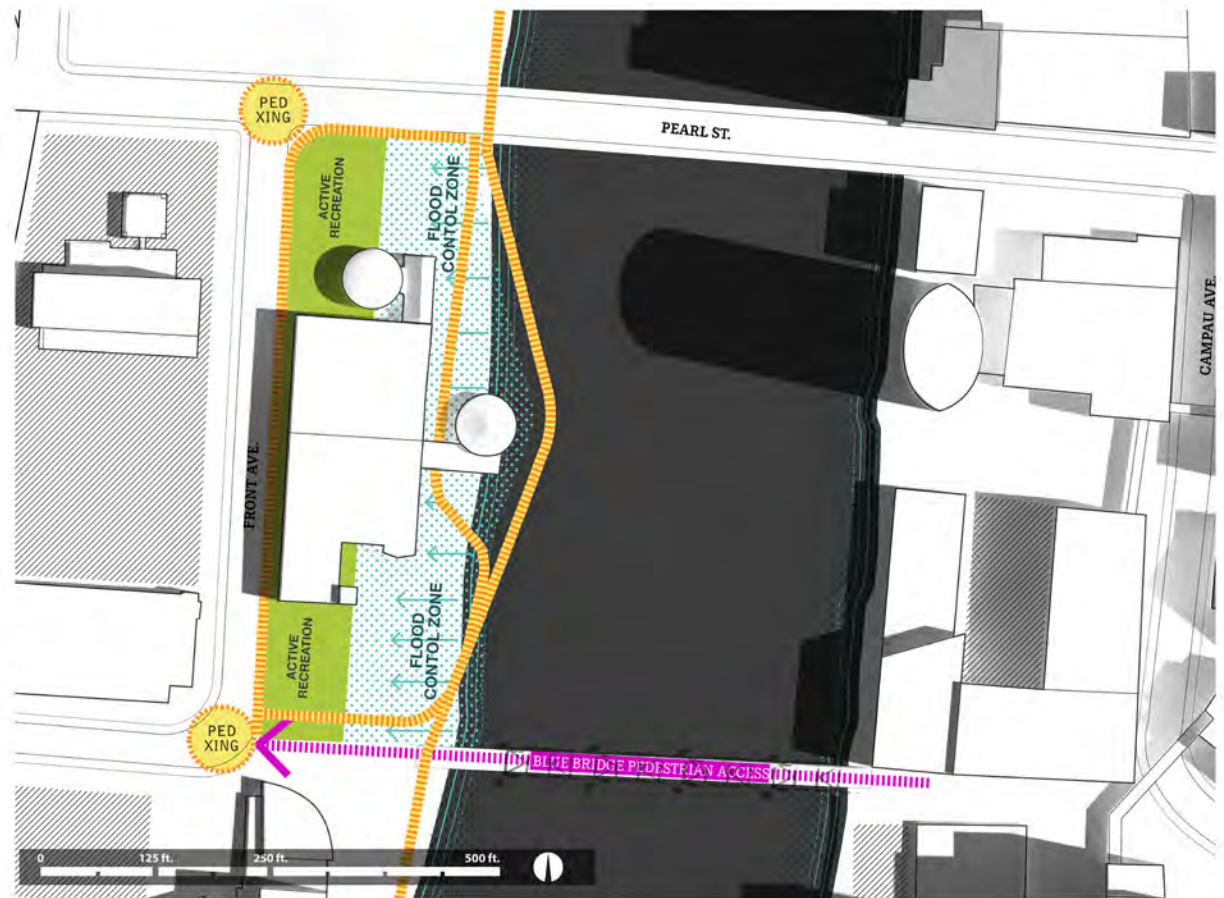 PED
XING
PEARL ST.
ACTIVE
RECREATION
FLOOD
CONTOL ZONE
CAMPAU AVE.
FRONT AVE.
ACTIVE
RECREATION
FLOOD
CONTOL ZONE
PED
XING
BLUE BRIDGE PEDESTRIAN ACCESS
0 125 ft. 250 ft. 500 ft.